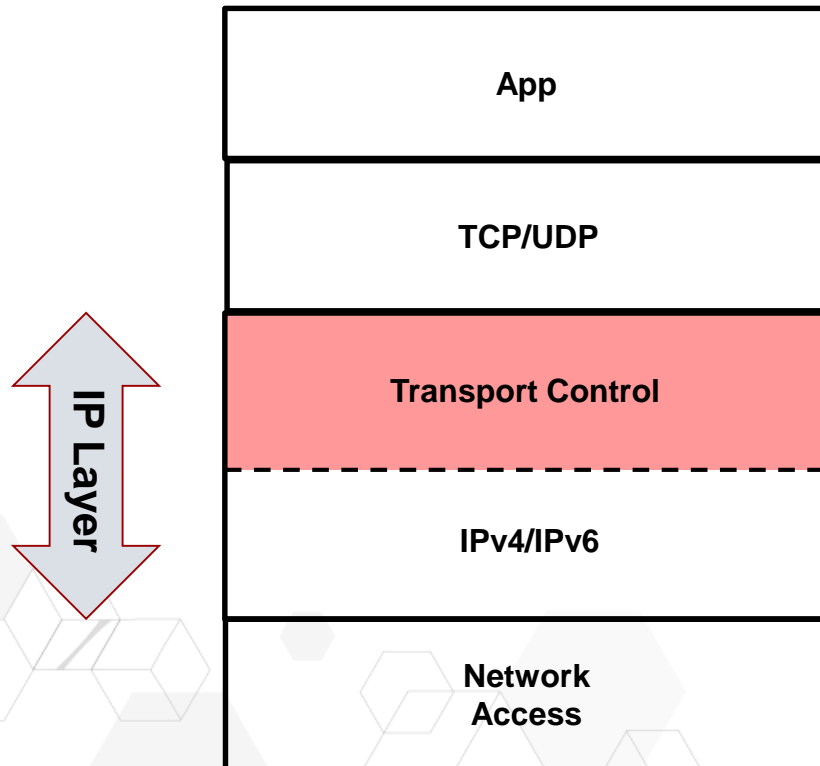 App
TCP/UDP
Transport Control
IP Layer
IPv4/IPv6
Network
Access